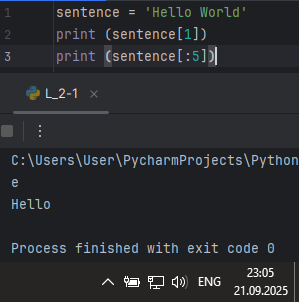 1 sentence = 'Hello World'
2 print (sentence[1])
3 print (sentence[:5])
L_2-1
C:\Users\User\PycharmProjects\Python
e
Hello
Process finished with exit code 0
ENG
23:05
21.09.2025